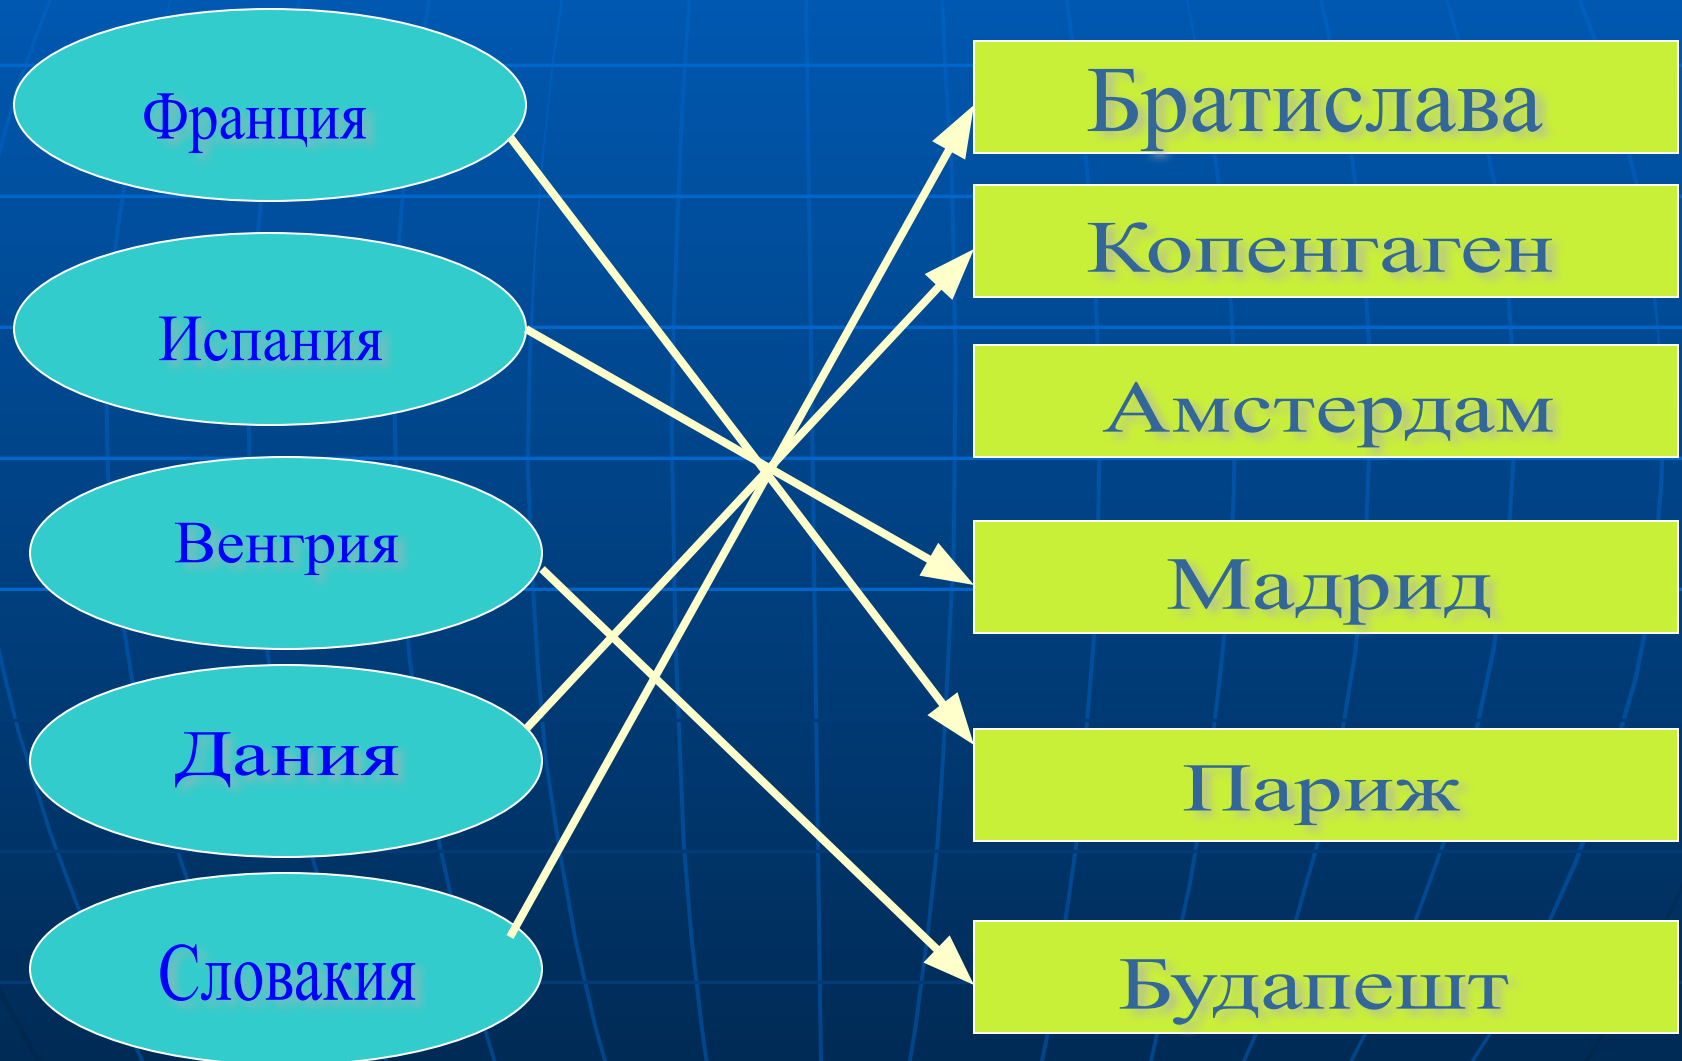 Франция
Испания
Венгрия
Дания
Словакия
Братислава
Копенгаген
Амстердам
Мадрид
Париж
Будапешт